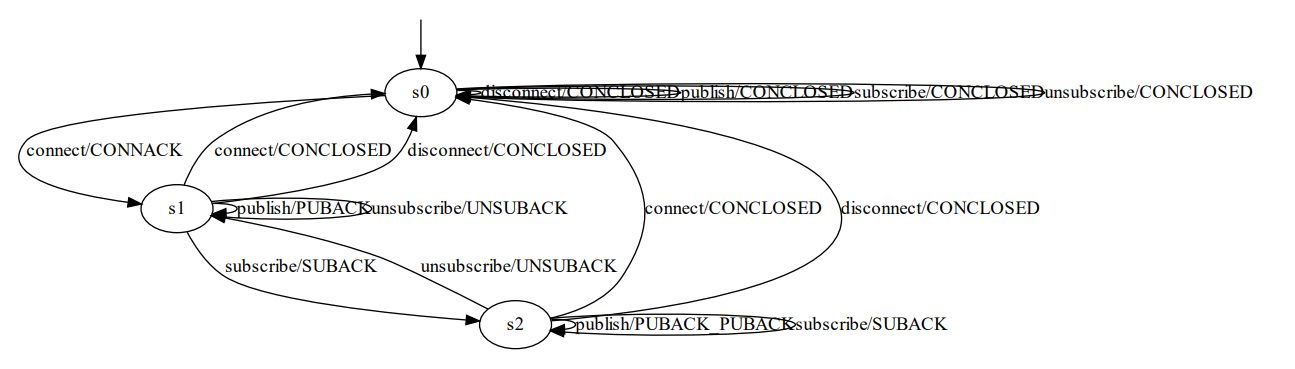 s0
disconnect/CONCLOSED
publish/CONCLOSED
subscribe/CONCLOSED
unsubscribe/CONCLOSED
connect/CONNACK
connect/CONCLOSED
disconnect/CONCLOSED
s1
publish/PUBACK
unsubscribe/UNSUBACK
connect/CONCLOSED
disconnect/CONCLOSED
subscribe/SUBACK
unsubscribe/UNSUBACK
s2
publish/PUBACK_PUBACK
subscribe/SUBACK